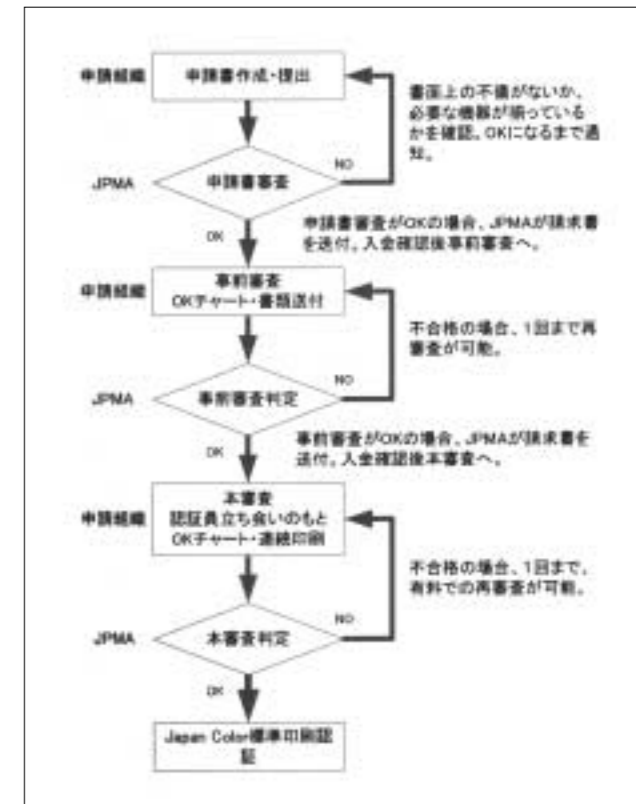 申請組織
申請書作成・提出
書面上の不備がないか、
必要な機器が揃っている
かを確認。OKになるまで通
知。
NO
JPMA
申請書審査
OK
申請書審査がOKの場合、JPMAが請求書
を送付。入金確認後事前審査へ。
申請組織
事前審査
OKチャート・書類送付
不合格の場合、1回まで再
審査が可能。
NO
JPMA
事前審査判定
OK
事前審査がOKの場合、JPMAが請求書を
送付。入金確認後本審査へ。
申請組織
本審査
認証員立ち会いのもと
OKチャート・連続印刷
不合格の場合、1回まで、
有料での再審査が可能。
NO
JPMA
本審査判定
OK
Japan Color標準印刷認
証